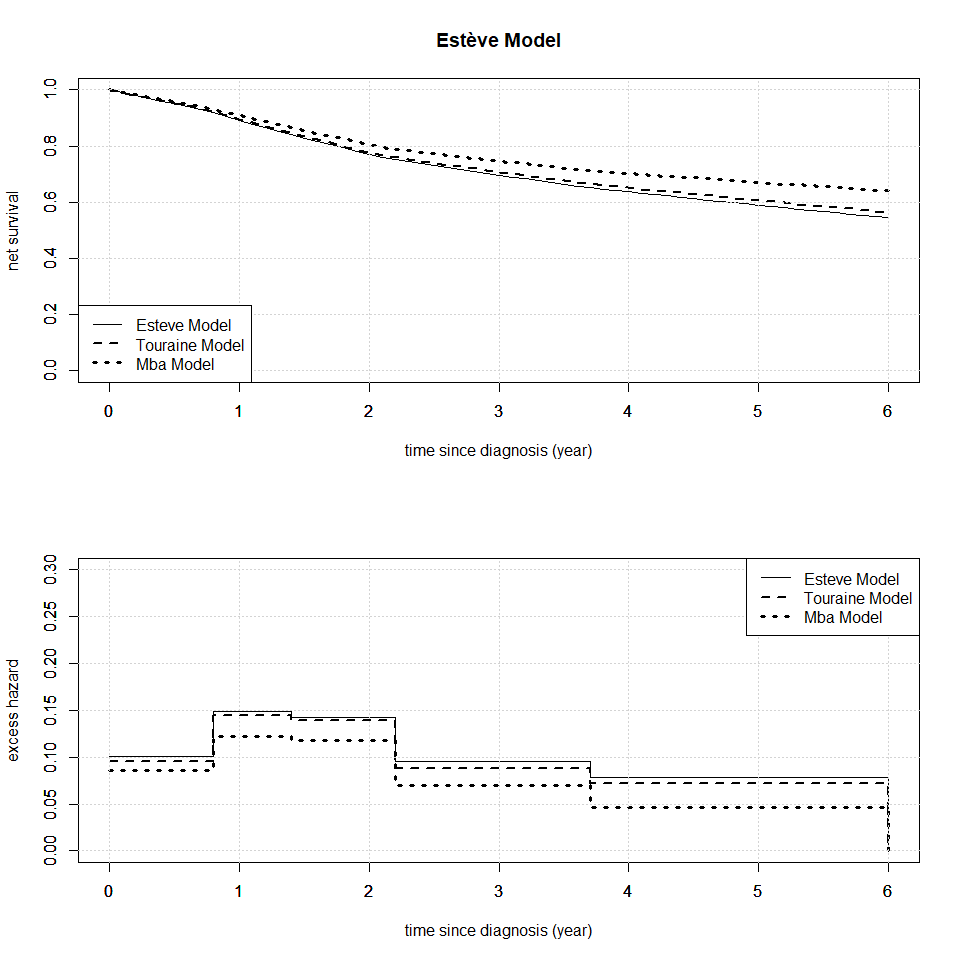 Estève Model
net survival
1.0
0.8
0.6
0.4
0.2
0.0
Esteve Model
Touraine Model
Mba Model
0 1 2 3 4 5 6
time since diagnosis (year)
excess hazard
0.30
0.25
0.20
0.15
0.10
0.05
0.00
Esteve Model
Touraine Model
Mba Model
0 1 2 3 4 5 6
time since diagnosis (year)